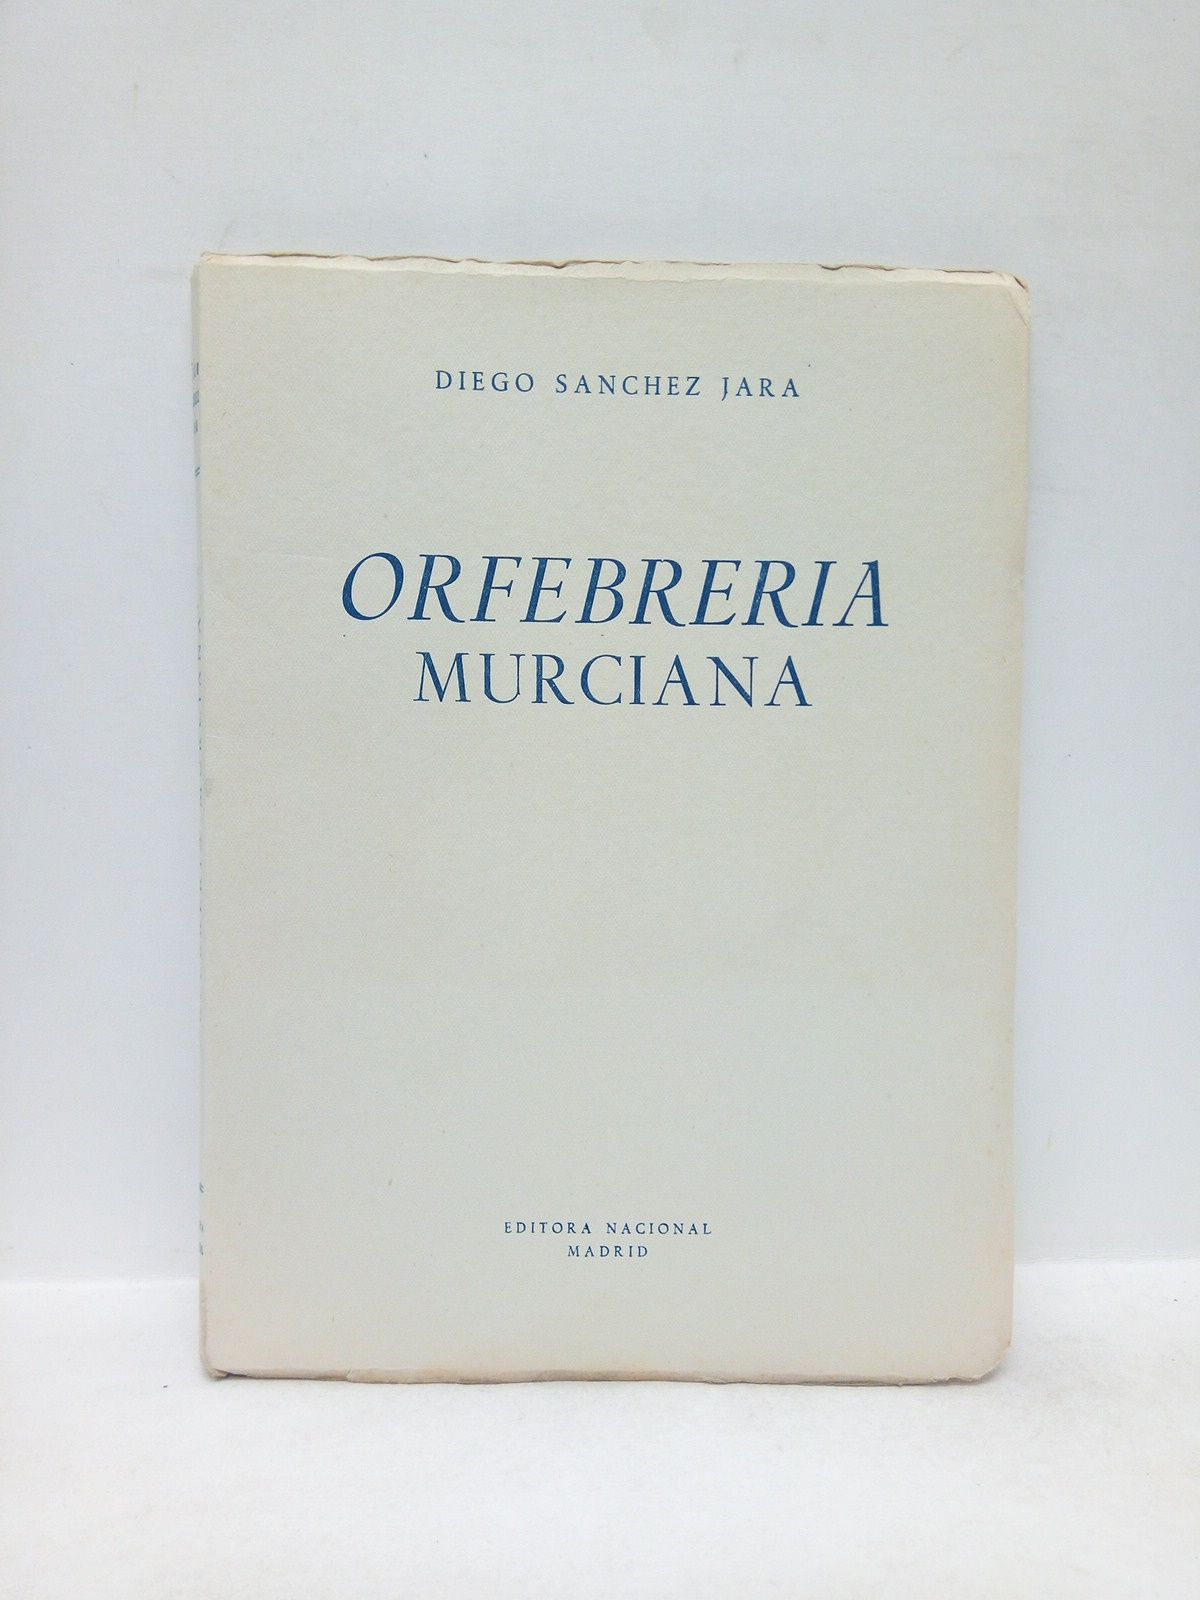 DIEGO SANCHEZ JARA
ORFEBRERIA
MURCIANA
EDITORA NACIONAL
MADRID